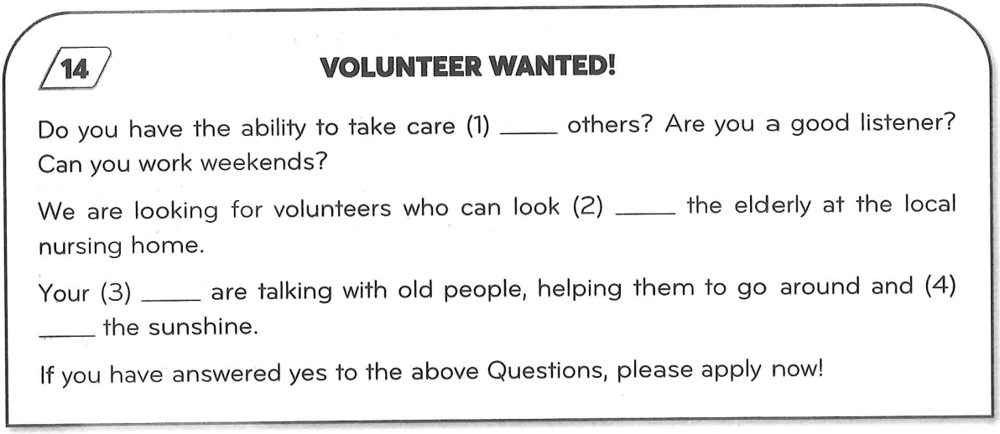 14
VOLUNTEER WANTED!
Do you have the ability to take care (1) _____ others? Are you a good listener?
Can you work weekends?
We are looking for volunteers who can look (2) _____ the elderly at the local
nursing home.
Your (3) _____ are talking with old people, helping them to go around and (4)
_____ the sunshine.
If you have answered yes to the above Questions, please apply now!